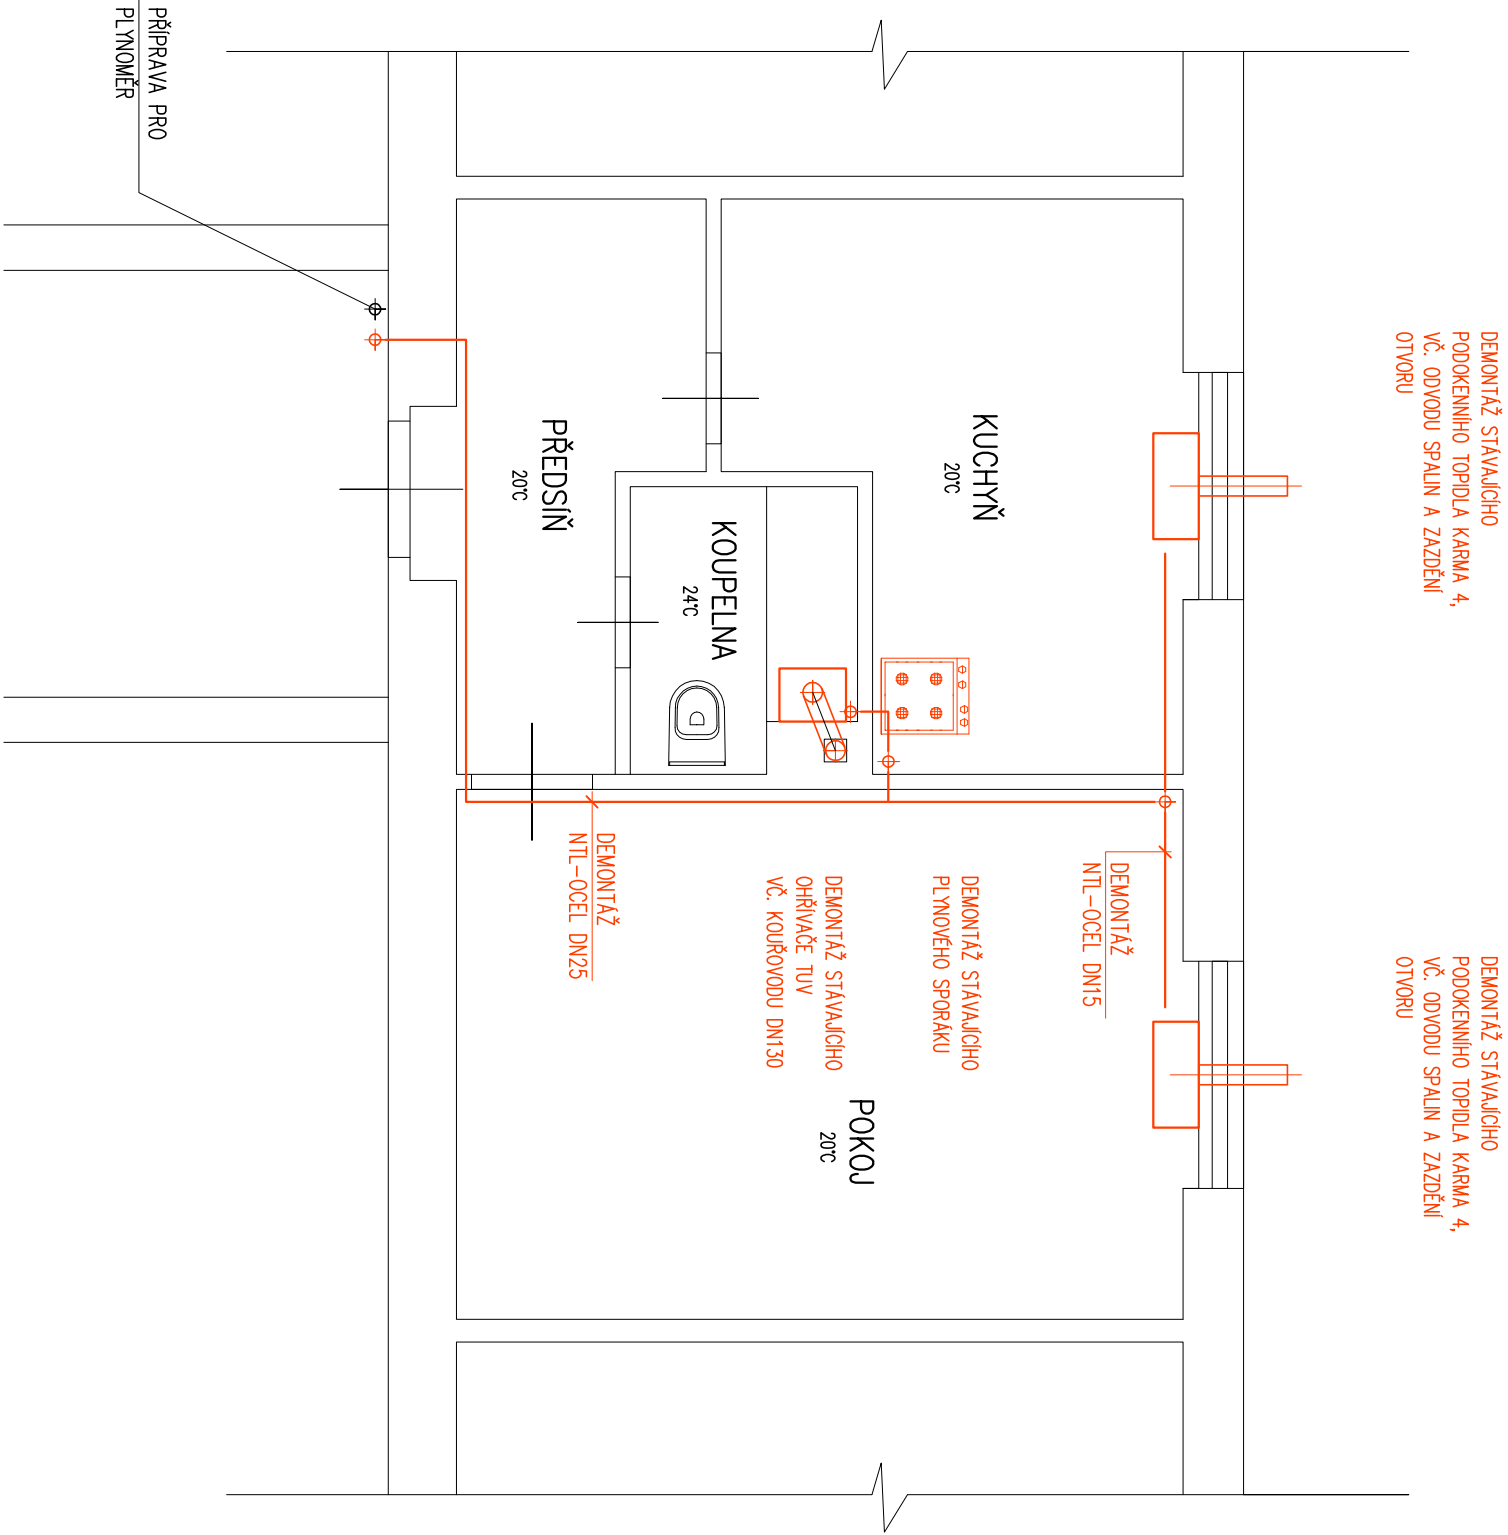 DEMONTÁŽ STÁVAJÍCÍHO
PODOKENNÍHO TOPIDLA KARMA 4,
VČ. ODVODU SPALIN A ZAZDĚNÍ
OTVORU
DEMONTÁŽ STÁVAJÍCÍHO
PODOKENNÍHO TOPIDLA KARMA 4,
VČ. ODVODU SPALIN A ZAZDĚNÍ
OTVORU
KUCHYŇ
20°C
DEMONTÁŽ
NTL-OCEL DN15
DEMONTÁŽ STÁVAJÍCÍHO
PLYNOVÉHO SPORÁKU
POKOJ
20°C
DEMONTÁŽ STÁVAJÍCÍHO
OHŘÍVAČE TUV
VČ. KOUŘOVODU DN130
KOUPELNA
24°C
DEMONTÁŽ
NTL-OCEL DN25
PŘEDSÍŇ
20°C
PŘÍPRAVA PRO
PLYNOMĚR